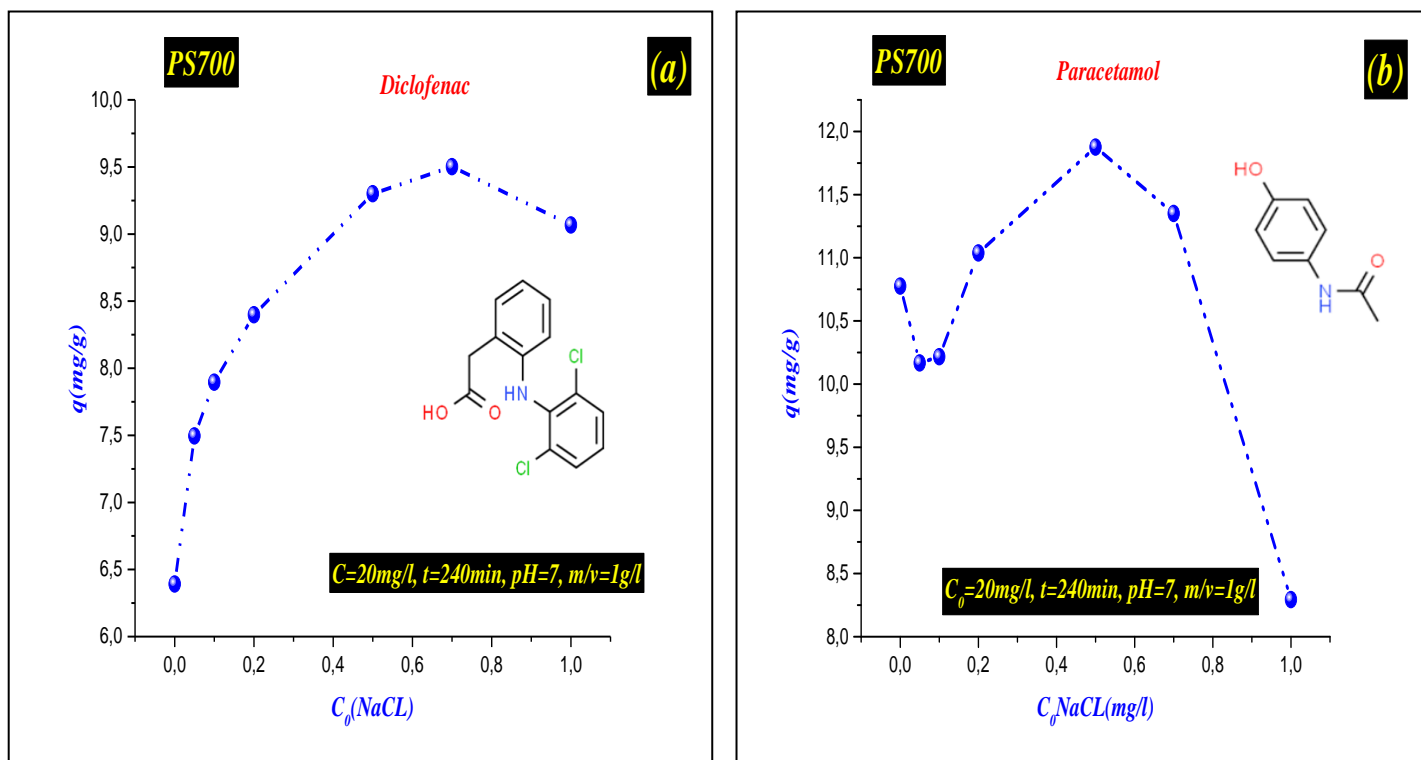 PS700
Diclofenac
(a)
10,0
9,5
9,0
8,5
8,0
7,5
7,0
6,5
6,0
q(mg/g)
Cl
HN
HO
O
Cl
C=20mg/l, t=240min, pH=7, m/v=1g/l
0,0 0,2 0,4 0,6 0,8 1,0
C₀(NaCL)
PS700
Paracetamol
(b)
12,0
11,5
11,0
10,5
10,0
9,5
9,0
8,5
8,0
q(mg/g)
HO
O
N
H
C₀=20mg/l, t=240min, pH=7, m/v=1g/l
0,0 0,2 0,4 0,6 0,8 1,0
C₀NaCL(mg/l)